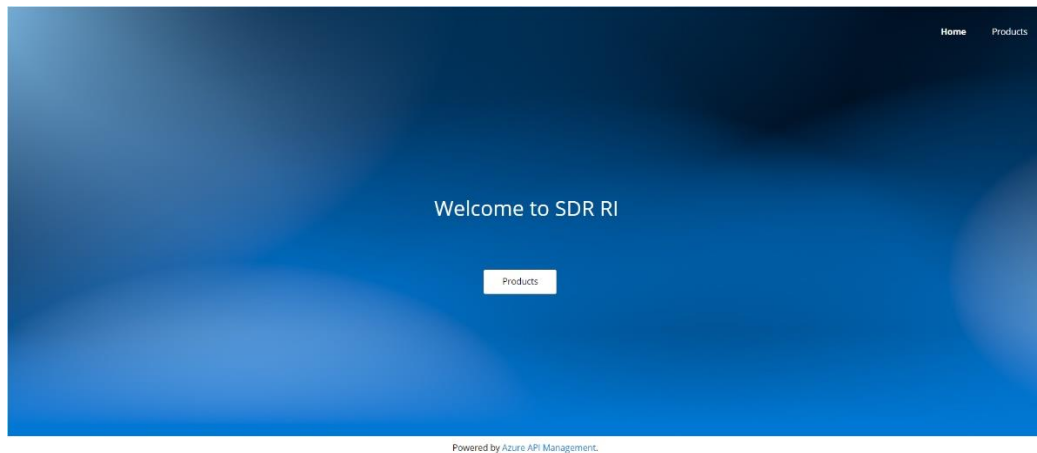 Home Products
Welcome to SDR RI
Products
Powered by Azure API Management.